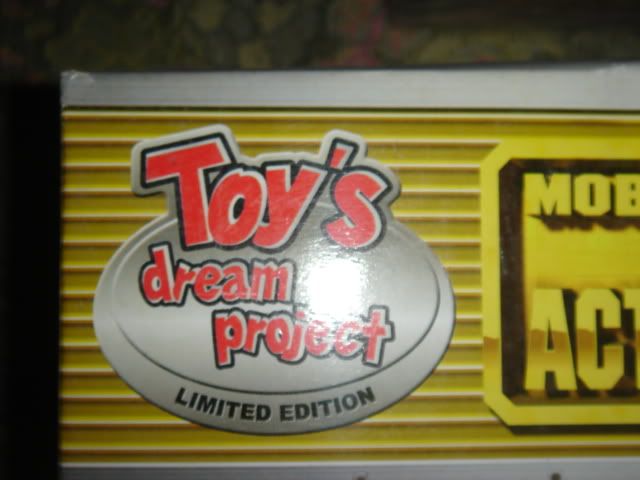 Toy's
dream
project
LIMITED EDITION
MOB
ACT